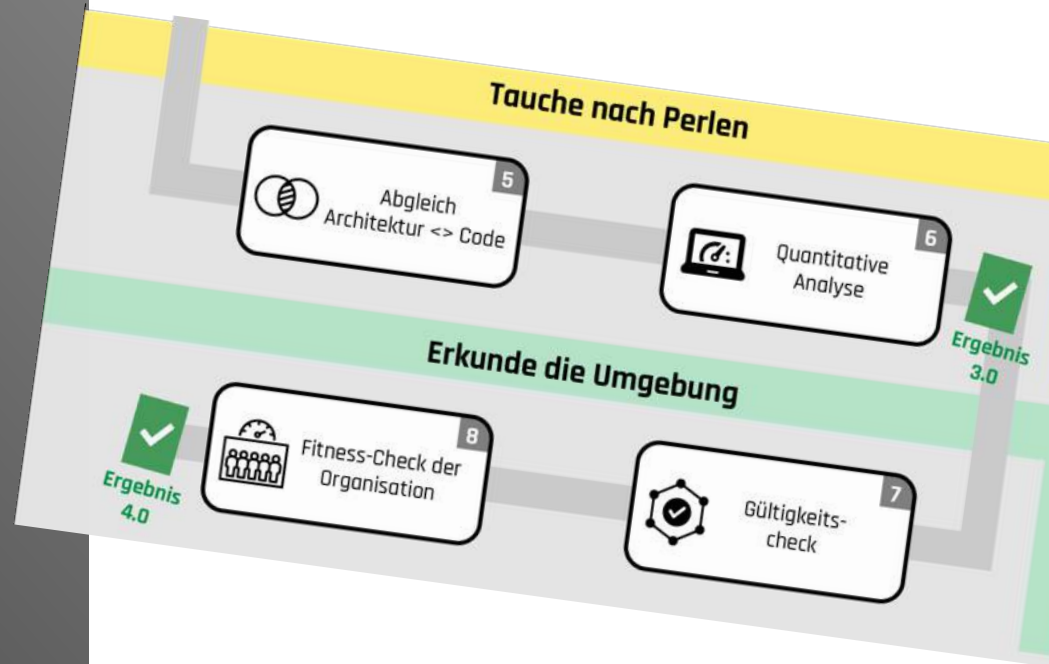 Tauche nach Perlen
5
Abgleich
Architektur <> Code
6
Quantitative
Analyse
Ergebnis
3.0
Erkunde die Umgebung
8
Fitness-Check der
Organisation
Ergebnis
4.0
7
Gültigkeits-
check